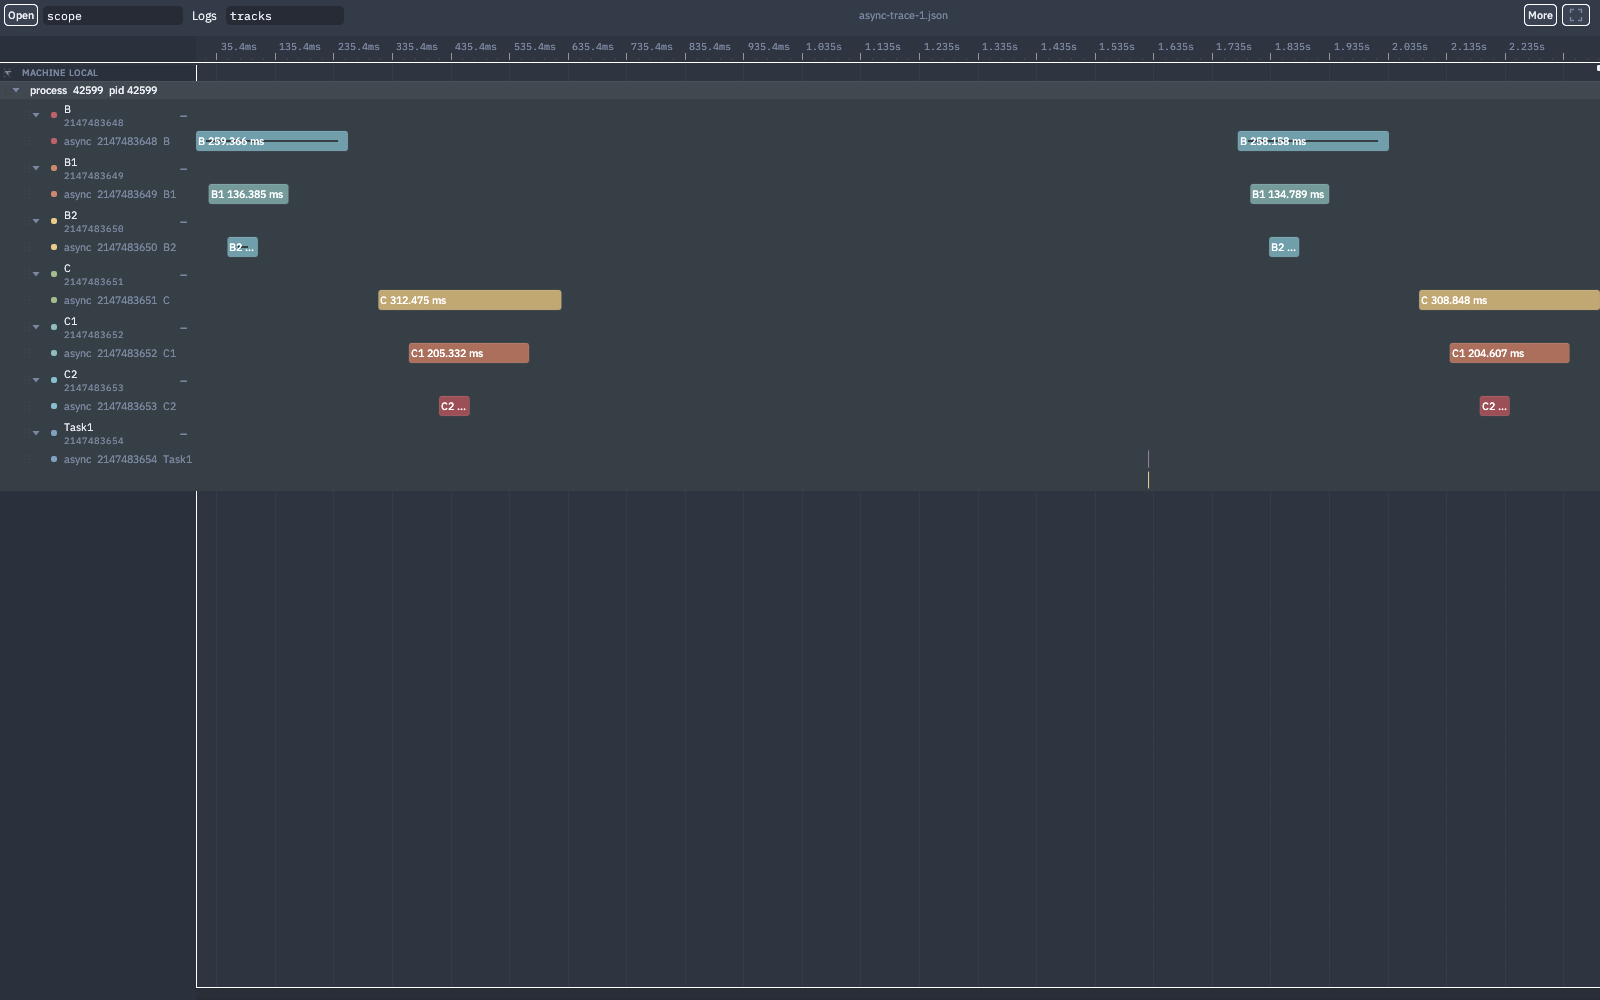 Open scope Logs tracks async-trace-1.json More
35.4ms 135.4ms 235.4ms 335.4ms 435.4ms 535.4ms 635.4ms 735.4ms 835.4ms 935.4ms 1.035s 1.135s 1.235s 1.335s 1.435s 1.535s 1.635s 1.735s 1.835s 1.935s 2.035s 2.135s 2.235s
MACHINE LOCAL
process 42599 pid 42599
B
2147483648
async 2147483648 B B 259.366 ms B 258.158 ms
B1
2147483649
async 2147483649 B1 B1 136.385 ms B1 134.789 ms
B2
2147483650
async 2147483650 B2 B2 ... B2 ...
C
2147483651
async 2147483651 C C 312.475 ms C 308.848 ms
C1
2147483652
async 2147483652 C1 C1 205.332 ms C1 204.607 ms
C2
2147483653
async 2147483653 C2 C2 ... C2 ...
Task1
2147483654
async 2147483654 Task1